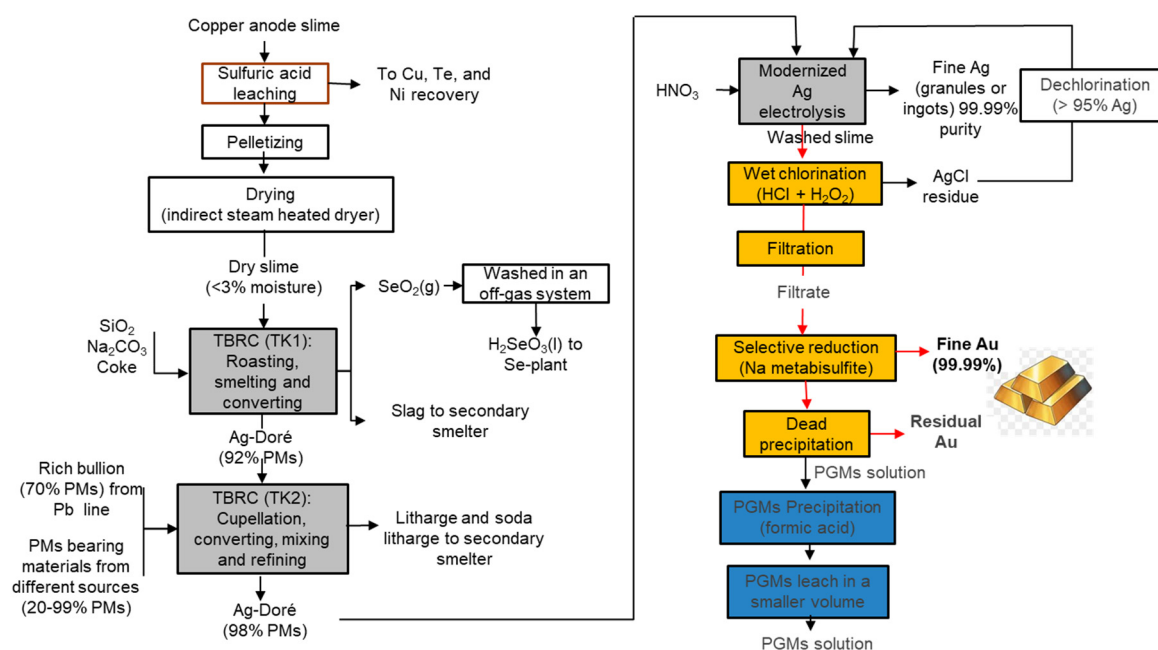 Copper anode slime
Sulfuric acid
leaching
To Cu, Te, and
Ni recovery
Pelletizing
Drying
(indirect steam heated dryer)
Dry slime
(<3% moisture)
SeO₂(g)
Washed in an
off-gas system
H₂SeO₃(l) to
Se-plant
SiO₂
Na₂CO₃
Coke
TBRC (TK1):
Roasting,
smelting and
converting
Slag to secondary
smelter
Ag-Doré
(92% PMs)
Rich bullion
(70% PMs) from
Pb line
PMs bearing
materials from
different sources
(20-99% PMs)
TBRC (TK2):
Cupellation,
converting, mixing
and refining
Litharge and soda
litharge to secondary
smelter
Ag-Doré
(98% PMs)
HNO₃
Modernized
Ag
electrolysis
Fine Ag
(granules or
ingots) 99.99%
purity
Dechlorination
(> 95% Ag)
Washed slime
Wet chlorination
(HCl + H₂O₂)
AgCl
residue
Filtration
Filtrate
Selective reduction
(Na metabisulfite)
Fine Au
(99.99%)
Dead
precipitation
Residual
Au
PGMs solution
PGMs Precipitation
(formic acid)
PGMs leach in a
smaller volume
PGMs solution